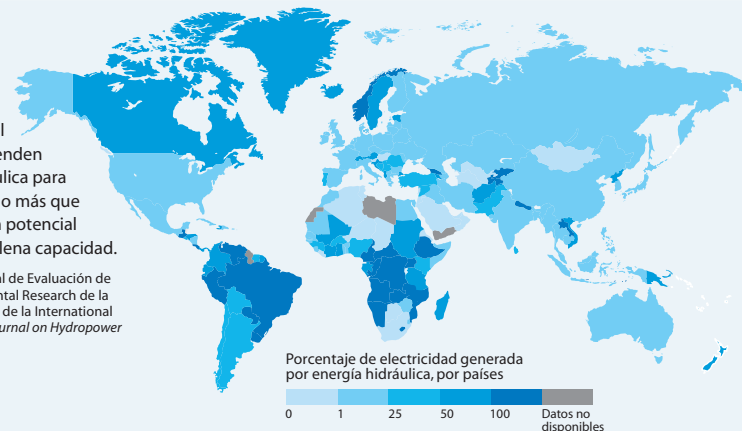 l
enden
ulica para
o más que
potencial
lena capacidad.
al de Evaluación de
ntal Research de la
de la International
urnal on Hydropower
Porcentaje de electricidad generada
por energía hidráulica, por países
0 1 25 50 100 Datos no
disponibles